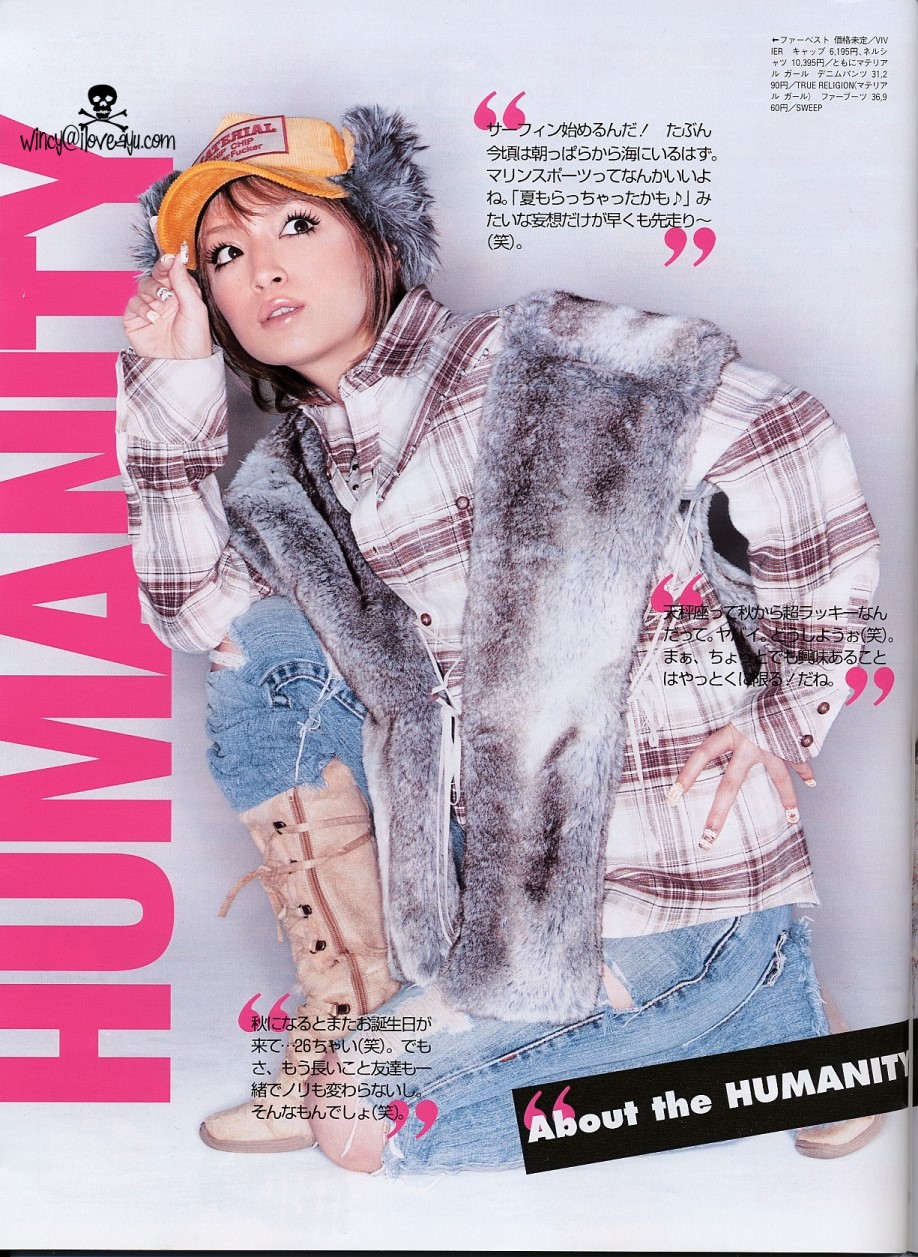 ←ファーベスト 価格未定／VIV
IER キャップ 6,195円、ネルシ
ャツ 10,395円／ともにマテリア
ル ガール デニムパンツ 31,2
90円／TRUE RELIGION(マテリア
ル ガール) ファーブーツ 36,9
60円／SWEEP
wincy@iloveayu.com
MATERIAL
CHIP
HUMANITY
“サーフィン始めるんだ！ たぶん
今頃は朝っぱらから海にいるはず。
マリンスポーツってなんかいいよ
ね。「夏もらっちゃったかも♪」み
たいな妄想だけが早くも先走り〜
（笑）。”
“天秤座って秋から超ラッキーなん
だって。ヤバイ。どうしようぉ（笑）。
まぁ、ちょっとでも興味あること
はやっとくに限る！だね。”
“秋になるとまたお誕生日が
来て…26ちゃい（笑）。でも
さ、もう長いこと友達も一
緒でノリも変わらないし。
そんなもんでしょ（笑）。”
“About the HUMANITY